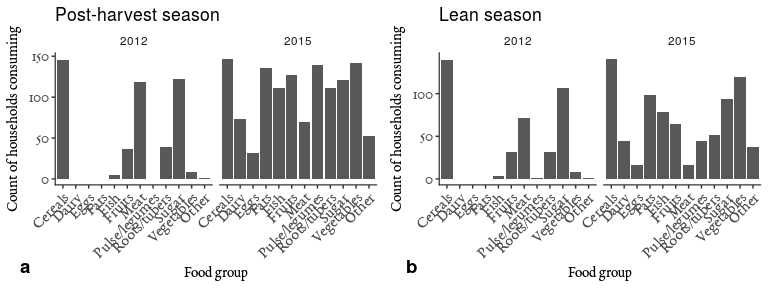 Post-harvest season
2012
2015
Count of households consuming
150
100
50
0
Cereals
Dairy
Eggs
Fats
Fish
Fruits
Meat
Pulse/legumes
Roots/tubers
Sugar
Vegetables
Other
Cereals
Dairy
Eggs
Fats
Fish
Fruits
Meat
Pulse/legumes
Roots/tubers
Sugar
Vegetables
Other
Food group
a
Lean season
2012
2015
Count of households consuming
100
50
0
Cereals
Dairy
Eggs
Fats
Fish
Fruits
Meat
Pulse/legumes
Roots/tubers
Sugar
Vegetables
Other
Cereals
Dairy
Eggs
Fats
Fish
Fruits
Meat
Pulse/legumes
Roots/tubers
Sugar
Vegetables
Other
Food group
b